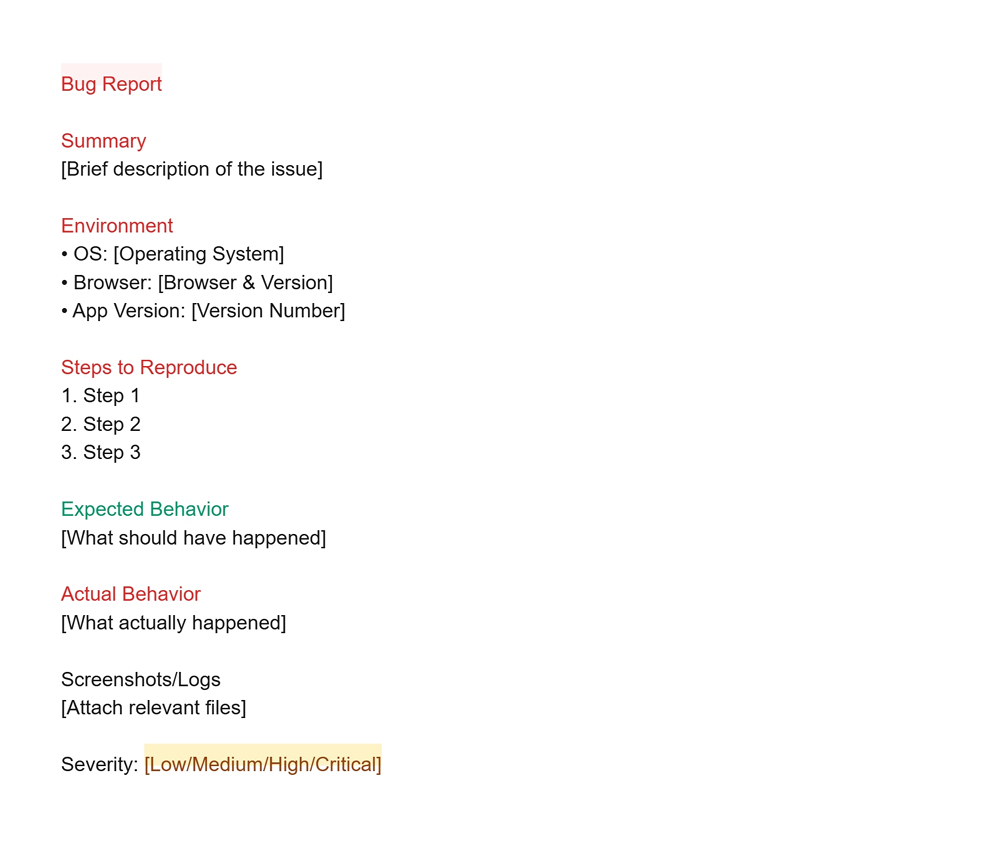 Bug Report
Summary
[Brief description of the issue]
Environment
• OS: [Operating System]
• Browser: [Browser & Version]
• App Version: [Version Number]
Steps to Reproduce
1. Step 1
2. Step 2
3. Step 3
Expected Behavior
[What should have happened]
Actual Behavior
[What actually happened]
Screenshots/Logs
[Attach relevant files]
Severity: [Low/Medium/High/Critical]